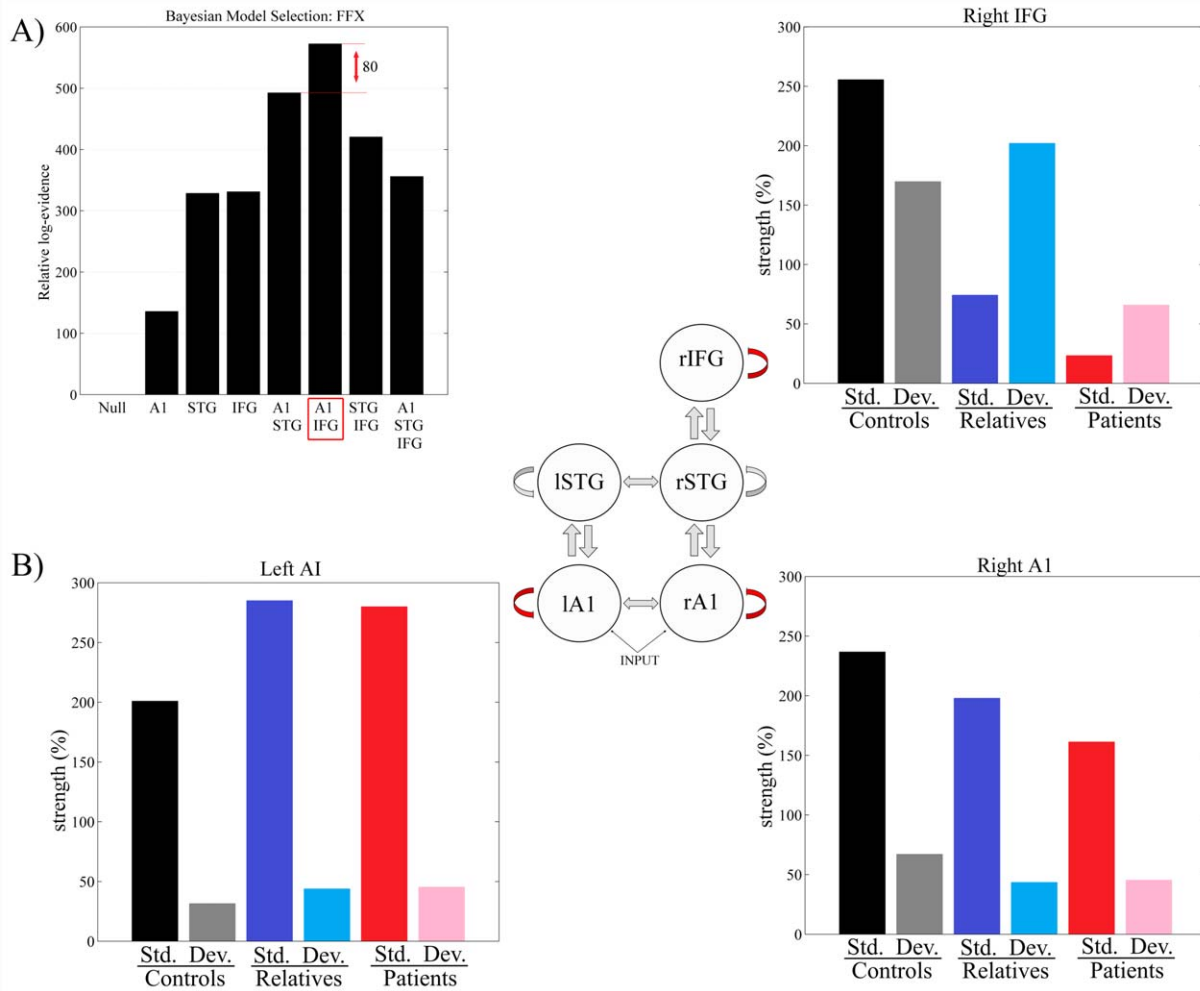 A)
Bayesian Model Selection: FFX
600
500
400
300
200
100
0
Relative log-evidence
80
Null
A1
STG
IFG
A1
STG
A1
IFG
STG
IFG
A1
STG
IFG
Right IFG
300
250
200
150
100
50
0
strength (%)
Std. Dev. Std. Dev. Std. Dev.
Controls Relatives Patients
rIFG
lSTG
rSTG
lA1
rA1
INPUT
B)
Left AI
300
250
200
150
100
50
0
strength (%)
Std. Dev. Std. Dev. Std. Dev.
Controls Relatives Patients
Right A1
300
250
200
150
100
50
0
strength (%)
Std. Dev. Std. Dev. Std. Dev.
Controls Relatives Patients